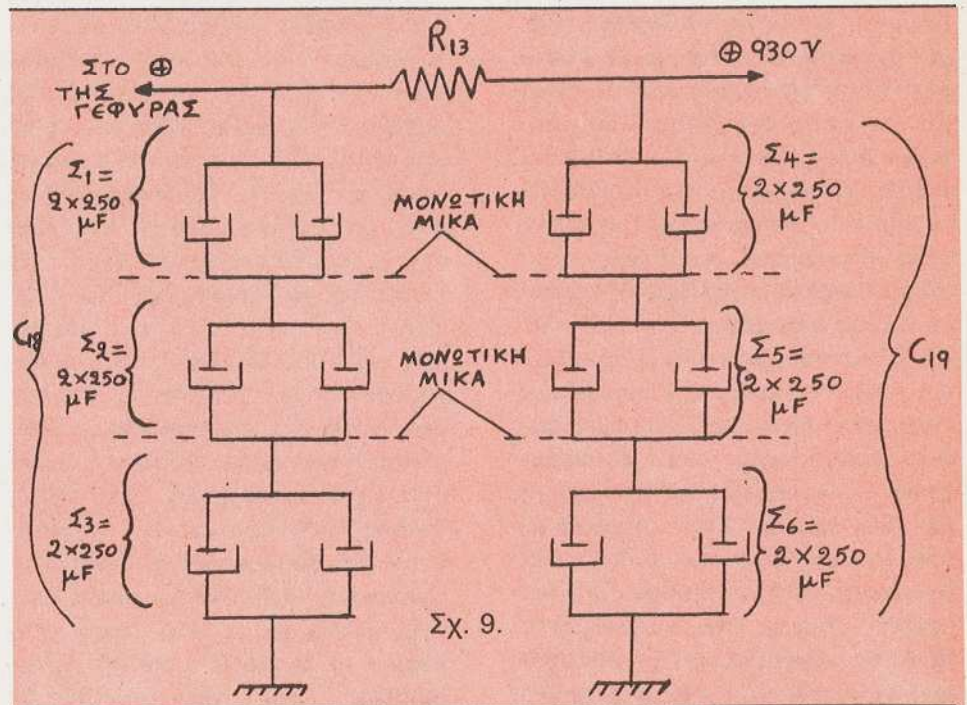 R13
ΣΤΟ ⊕
ΤΗΣ
ΓΕΦΥΡΑΣ
⊕ 930V
Σ1=
2×250
μF
ΜΟΝΩΤΙΚΗ
ΜΙΚΑ
Σ4=
2×250
μF
C18
Σ2=
2×250
μF
ΜΟΝΩΤΙΚΗ
ΜΙΚΑ
Σ5=
2×250
μF
C19
Σ3=
2×250
μF
Σ6=
2×250
μF
Σχ. 9.